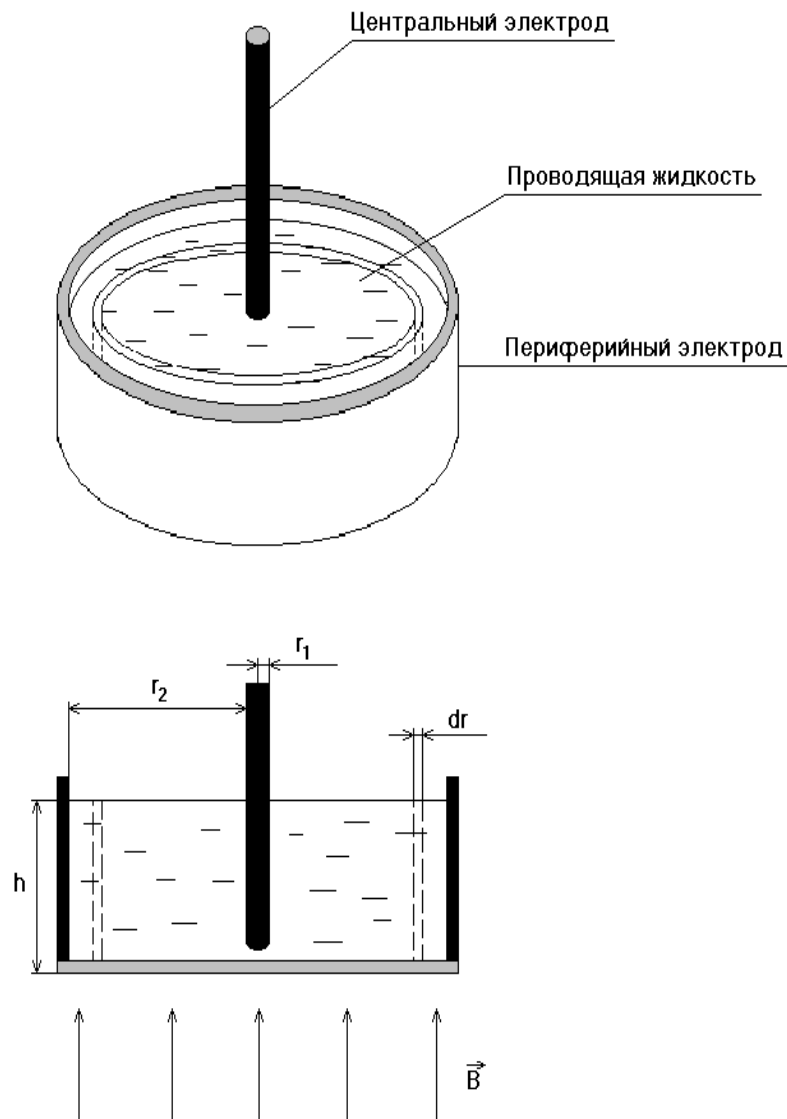 Центральный электрод
Проводящая жидкость
Периферийный электрод
r₁
r₂
dr
h
B